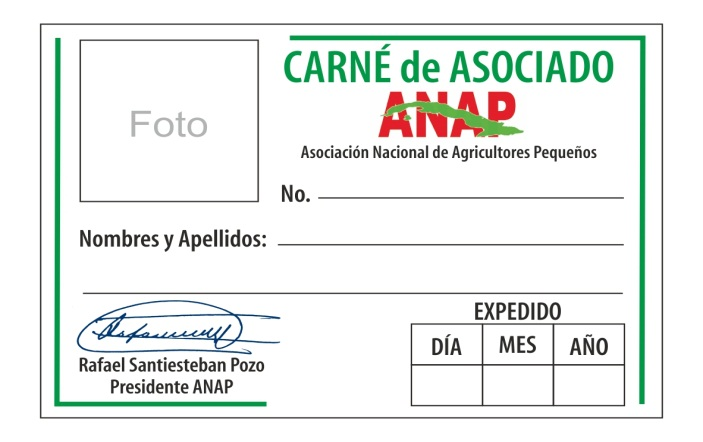 Foto
CARNÉ de ASOCIADO
ANAP
Asociación Nacional de Agricultores Pequeños
No.
Nombres y Apellidos:
Rafael Santiesteban Pozo
Presidente ANAP
EXPEDIDO
DÍA MES AÑO